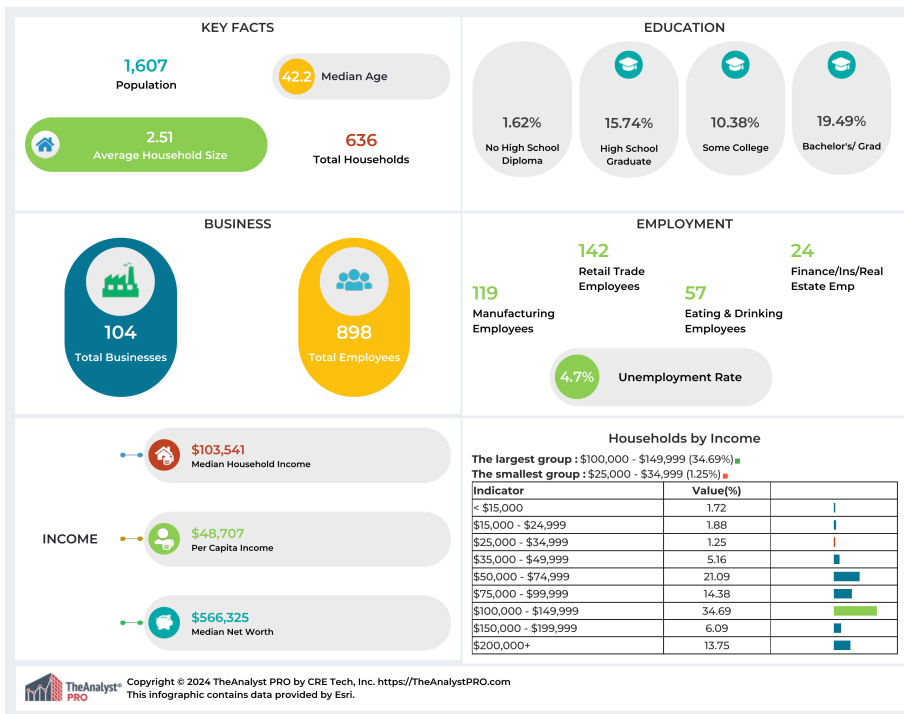 KEY FACTS
1,607
Population
42.2 Median Age
2.51
Average Household Size
636
Total Households
EDUCATION
1.62%
No High School
Diploma
15.74%
High School
Graduate
10.38%
Some College
19.49%
Bachelor's/ Grad
BUSINESS
104
Total Businesses
898
Total Employees
EMPLOYMENT
119
Manufacturing
Employees
142
Retail Trade
Employees
57
Eating & Drinking
Employees
24
Finance/Ins/Real
Estate Emp
4.7% Unemployment Rate
INCOME
$103,541
Median Household Income
$48,707
Per Capita Income
$566,325
Median Net Worth
Households by Income
The largest group : $100,000 - $149,999 (34.69%)
The smallest group : $25,000 - $34,999 (1.25%)
Indicator Value(%)
< $15,000 1.72
$15,000 - $24,999 1.88
$25,000 - $34,999 1.25
$35,000 - $49,999 5.16
$50,000 - $74,999 21.09
$75,000 - $99,999 14.38
$100,000 - $149,999 34.69
$150,000 - $199,999 6.09
$200,000+ 13.75
TheAnalyst®
PRO
Copyright © 2024 TheAnalyst PRO by CRE Tech, Inc. https://TheAnalystPRO.com
This infographic contains data provided by Esri.